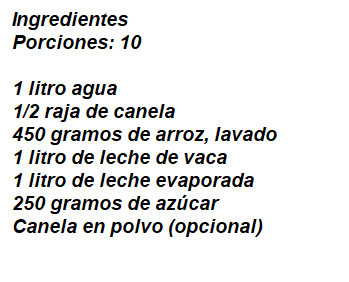 Ingredientes
Porciones: 10
1 litro agua
1/2 raja de canela
450 gramos de arroz, lavado
1 litro de leche de vaca
1 litro de leche evaporada
250 gramos de azúcar
Canela en polvo (opcional)